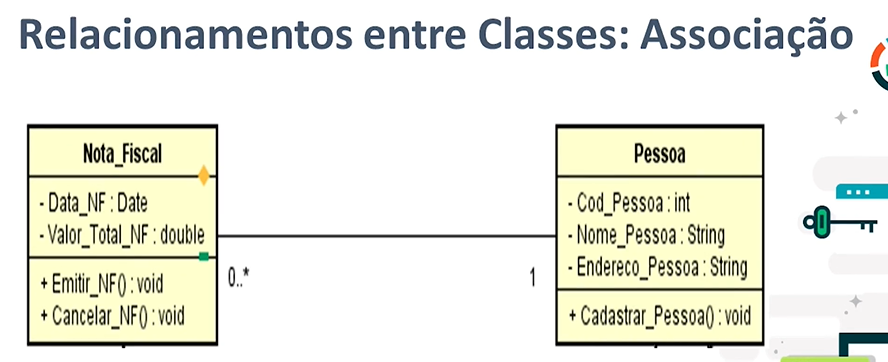 Relacionamentos entre Classes: Associação
Nota_Fiscal
- Data_NF : Date
- Valor_Total_NF : double
+ Emitir_NF() : void
+ Cancelar_NF() : void
0..*
1
Pessoa
- Cod_Pessoa : int
- Nome_Pessoa : String
- Endereco_Pessoa : String
+ Cadastrar_Pessoa() : void